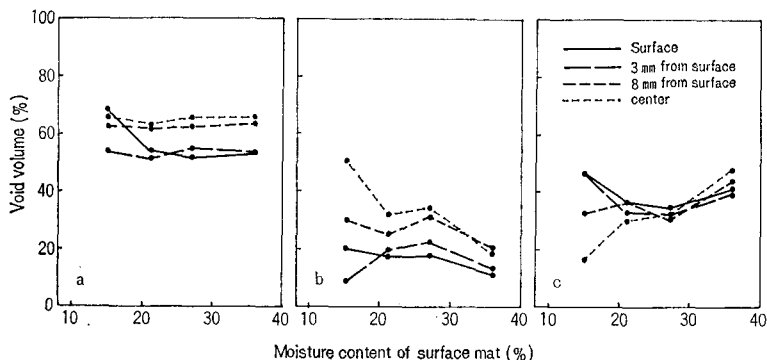 100
80
60
40
20
0
Void volume (%)
a
b
c
Surface
3 mm from surface
8 mm from surface
center
10 20 30 40
10 20 30 40
10 20 30 40
Moisture content of surface mat (%)